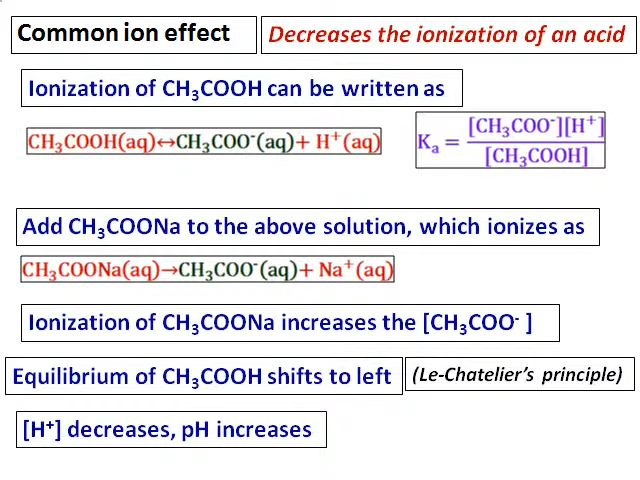 Common ion effect
Decreases the ionization of an acid
Ionization of CH₃COOH can be written as
CH₃COOH(aq)↔CH₃COO⁻(aq)+ H⁺(aq)
Kₐ = [CH₃COO⁻][H⁺] / [CH₃COOH]
Add CH₃COONa to the above solution, which ionizes as
CH₃COONa(aq)→CH₃COO⁻(aq)+ Na⁺(aq)
Ionization of CH₃COONa increases the [CH₃COO⁻ ]
Equilibrium of CH₃COOH shifts to left
(Le-Chatelier’s principle)
[H⁺] decreases, pH increases